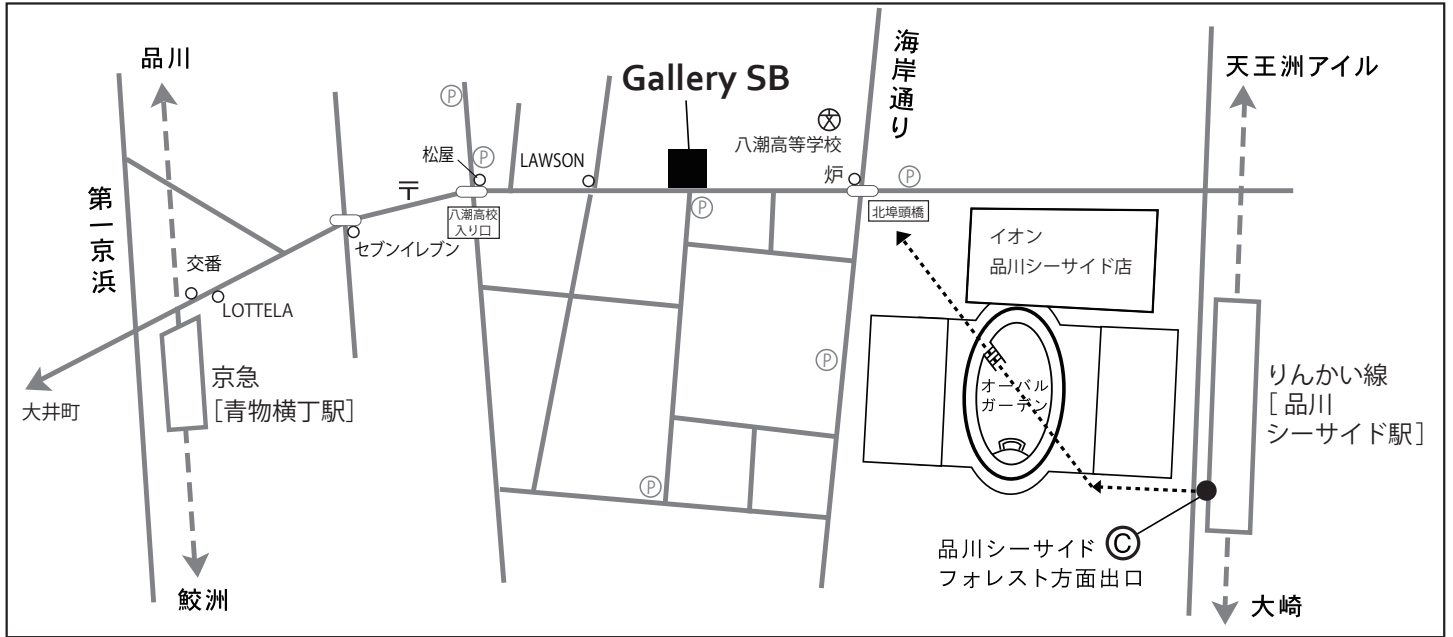 品川
第一京浜
交番
LOTTELA
大井町
京急
[青物横丁駅]
鮫洲
セブンイレブン
〒
松屋
八潮高校
入り口
LAWSON
Gallery SB
八潮高等学校
文
炉
海岸通り
北埠頭橋
P
P
P
P
P
P
イオン
品川シーサイド店
オーバル
ガーデン
天王洲アイル
りんかい線
[品川
シーサイド駅]
品川シーサイド
フォレスト方面出口
C
大崎